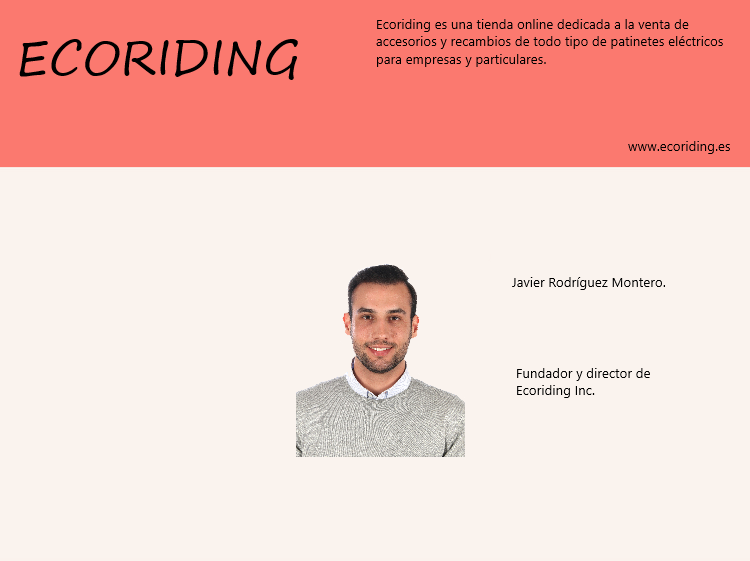 ECORIDING
Ecoriding es una tienda online dedicada a la venta de
accesorios y recambios de todo tipo de patinetes eléctricos
para empresas y particulares.
www.ecoriding.es
Javier Rodríguez Montero.
Fundador y director de
Ecoriding Inc.